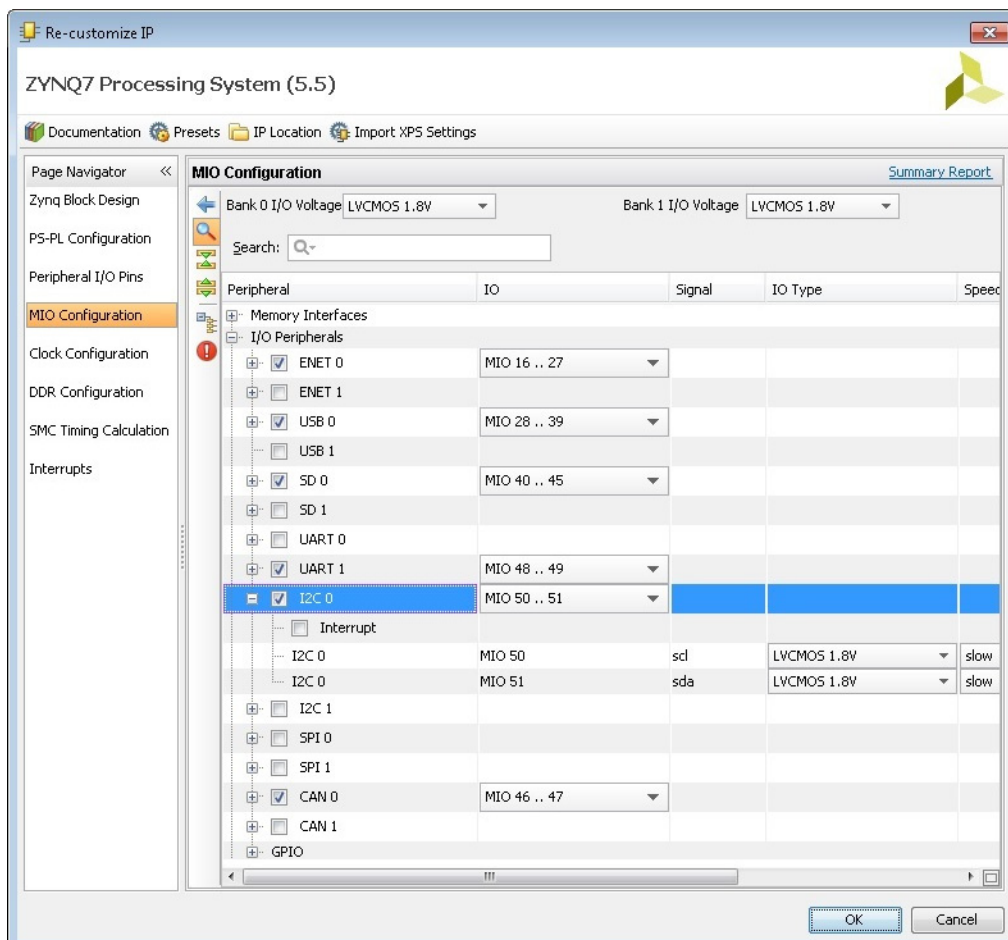 Re-customize IP
ZYNQ7 Processing System (5.5)
Documentation Presets IP Location Import XPS Settings
Page Navigator «
Zynq Block Design
PS-PL Configuration
Peripheral I/O Pins
MIO Configuration
Clock Configuration
DDR Configuration
SMC Timing Calculation
Interrupts
MIO Configuration Summary Report
Bank 0 I/O Voltage LVCMOS 1.8V Bank 1 I/O Voltage LVCMOS 1.8V
Search:
Peripheral IO Signal IO Type Speed
Memory Interfaces
I/O Peripherals
ENET 0 MIO 16 .. 27
ENET 1
USB 0 MIO 28 .. 39
USB 1
SD 0 MIO 40 .. 45
SD 1
UART 0
UART 1 MIO 48 .. 49
I2C 0 MIO 50 .. 51
Interrupt
I2C 0 MIO 50 scl LVCMOS 1.8V slow
I2C 0 MIO 51 sda LVCMOS 1.8V slow
I2C 1
SPI 0
SPI 1
CAN 0 MIO 46 .. 47
CAN 1
GPIO
OK Cancel